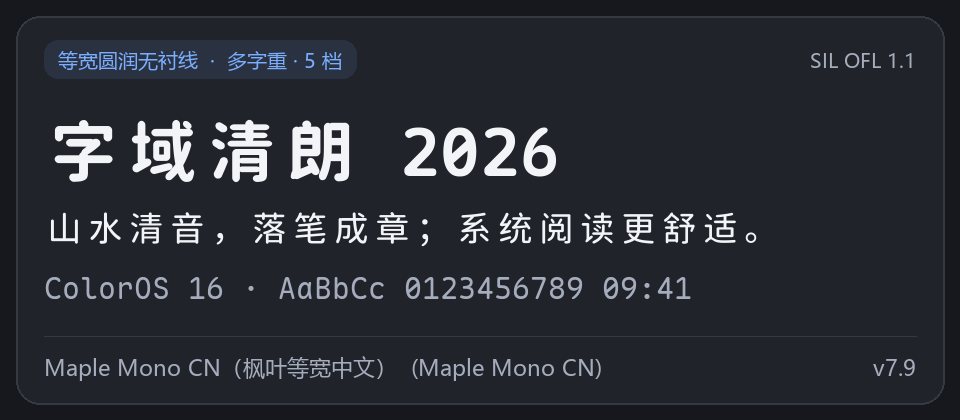 等宽圆润无衬线 · 多字重 · 5 档
SIL OFL 1.1
字域清朗 2026
山水清音，落笔成章；系统阅读更舒适。
ColorOS 16 · AaBbCc 0123456789 09:41
Maple Mono CN（枫叶等宽中文） (Maple Mono CN)
v7.9